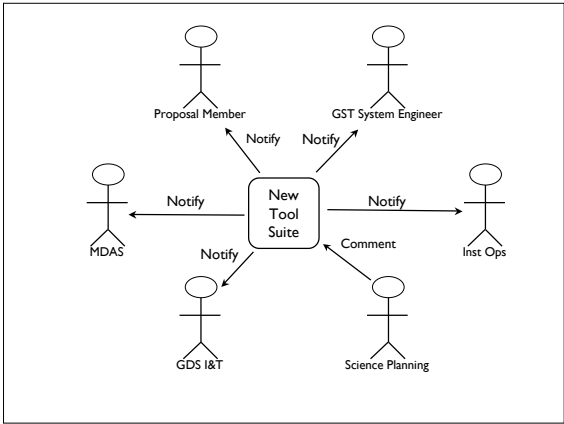 Proposal Member
GST System Engineer
Notify
Notify
New
Tool
Suite
Notify
Notify
MDAS
Inst Ops
Comment
Notify
GDS I&T
Science Planning